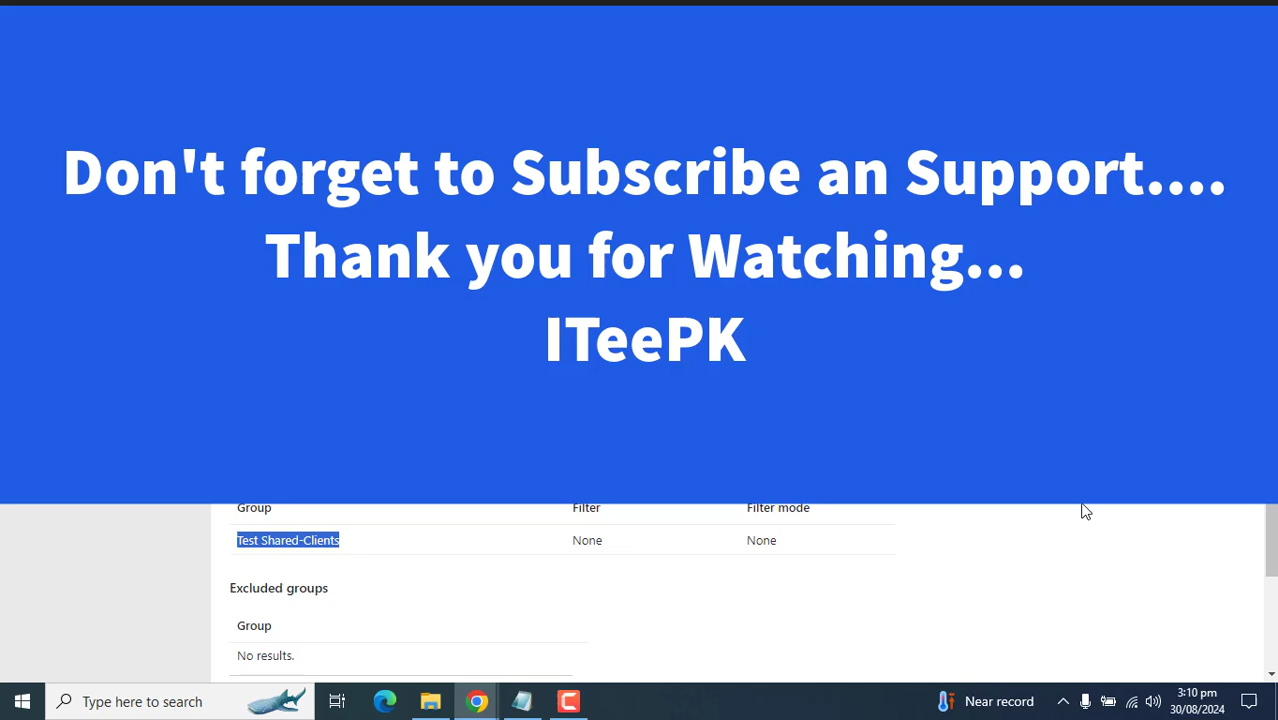 Don't forget to Subscribe an Support....
Thank you for Watching...
ITeePK
Group Filter Filter mode
Test Shared-Clients None None
Excluded groups
Group
No results.
Type here to search
Near record
3:10 pm
30/08/2024